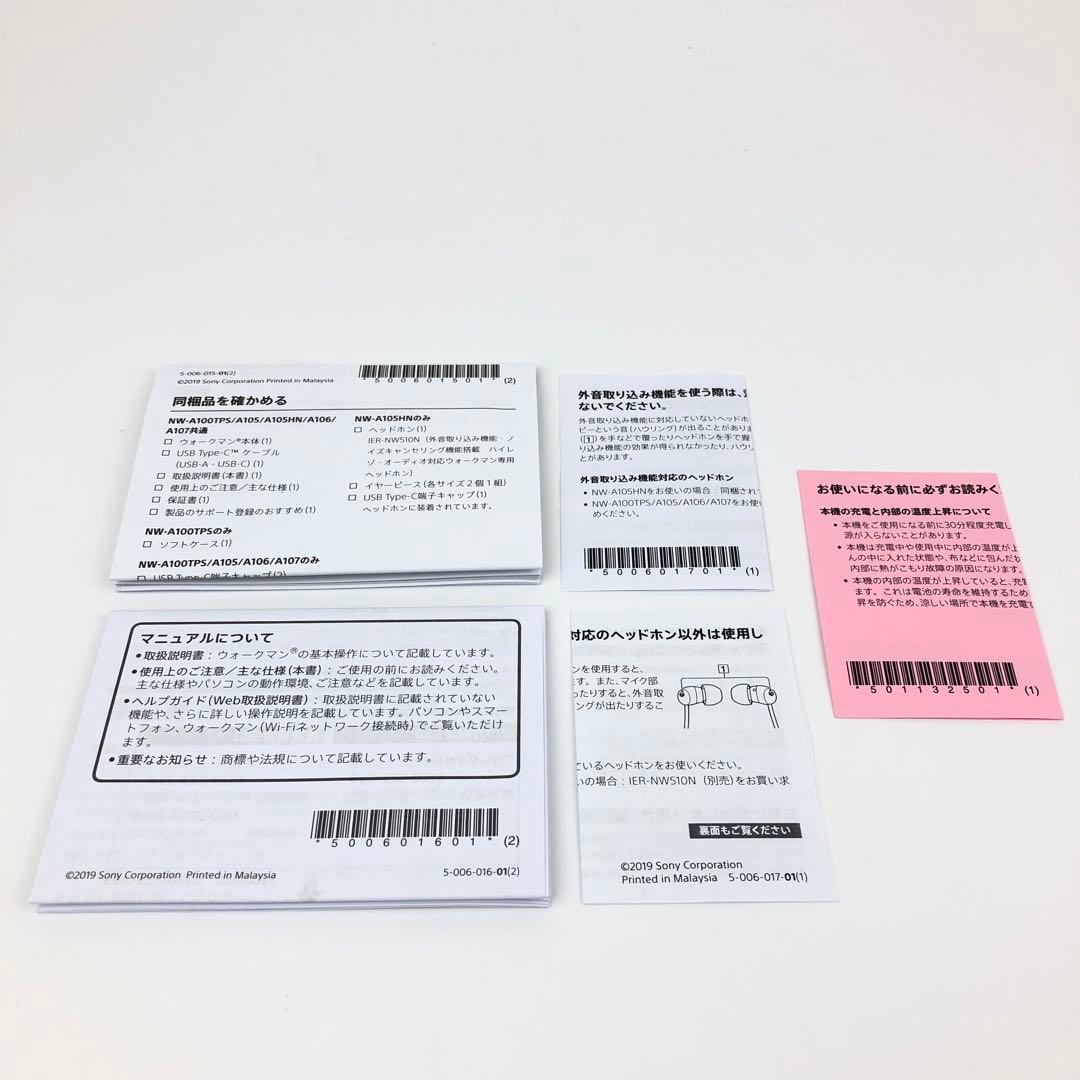 5-006-015-01(2)
©2019 Sony Corporation Printed in Malaysia
*500601501* (2)
同梱品を確かめる
NW-A100TPS/A105/A105HN/A106/
A107共通
□ ウォークマン®本体(1)
□ USB Type-C™ ケーブル
(USB-A - USB-C) (1)
□ 取扱説明書(本書)(1)
□ 使用上のご注意/主な仕様(1)
□ 保証書(1)
□ 製品のサポート登録のおすすめ(1)
NW-A100TPSのみ
□ ソフトケース(1)
NW-A100TPS/A105/A106/A107のみ
□ USB Type-C端子キャップ(2)
NW-A105HNのみ
□ ヘッドホン(1)
IER-NW510N(外音取り込み機能・ノ
イズキャンセリング機能搭載 ハイレ
ゾ・オーディオ対応ウォークマン専用
ヘッドホン)
□ イヤーピース(各サイズ2個1組)
□ USB Type-C端子キャップ(1)
ヘッドホンに装着されています。
外音取り込み機能を使う際は、
ないでください。
外音取り込み機能に対応していないヘッドホ
ピーという音(ハウリング)が出ることがありま
([1])を手などで覆ったりヘッドホンを手で握
り込み機能の効果が得られなかったり、ハウリ
とがあります。
外音取り込み機能対応のヘッドホン
• NW-A105HNをお使いの場合:同梱され
• NW-A100TPS/A105/A106/A107をお使い
めください。
*500601701* (1)
お使いになる前に必ずお読みく
本機の充電と内部の温度上昇について
• 本機をご使用になる前に30分程度充電し
源が入らないことがあります。
• 本機は充電中や使用中に内部の温度が上
んの中に入れた状態や、布などに包んだ
内部に熱がこもり故障の原因になります。
• 本機の内部の温度が上昇していると、充
ます。これは電池の寿命を維持するため
昇を防ぐため、涼しい場所で本機を充電
*501132501* (1)
マニュアルについて
•取扱説明書:ウォークマン®の基本操作について記載しています。
•使用上のご注意/主な仕様(本書):ご使用の前にお読みください。
主な仕様やパソコンの動作環境、ご注意などを記載しています。
•ヘルプガイド(Web取扱説明書):取扱説明書に記載されていない
機能や、さらに詳しい操作説明を記載しています。パソコンやスマー
トフォン、ウォークマン(Wi-Fiネットワーク接続時)でご覧いただけ
ます。
•重要なお知らせ:商標や法規について記載しています。
*500601601* (2)
©2019 Sony Corporation Printed in Malaysia
5-006-016-01(2)
対応のヘッドホン以外は使用し
ンを使用すると、
ます。また、マイク部
ったりすると、外音取
リングが出たりするこ
1
ているヘッドホンをお使いください。
いの場合:IER-NW510N(別売)をお買い求
裏面もご覧ください
©2019 Sony Corporation
Printed in Malaysia 5-006-017-01(1)